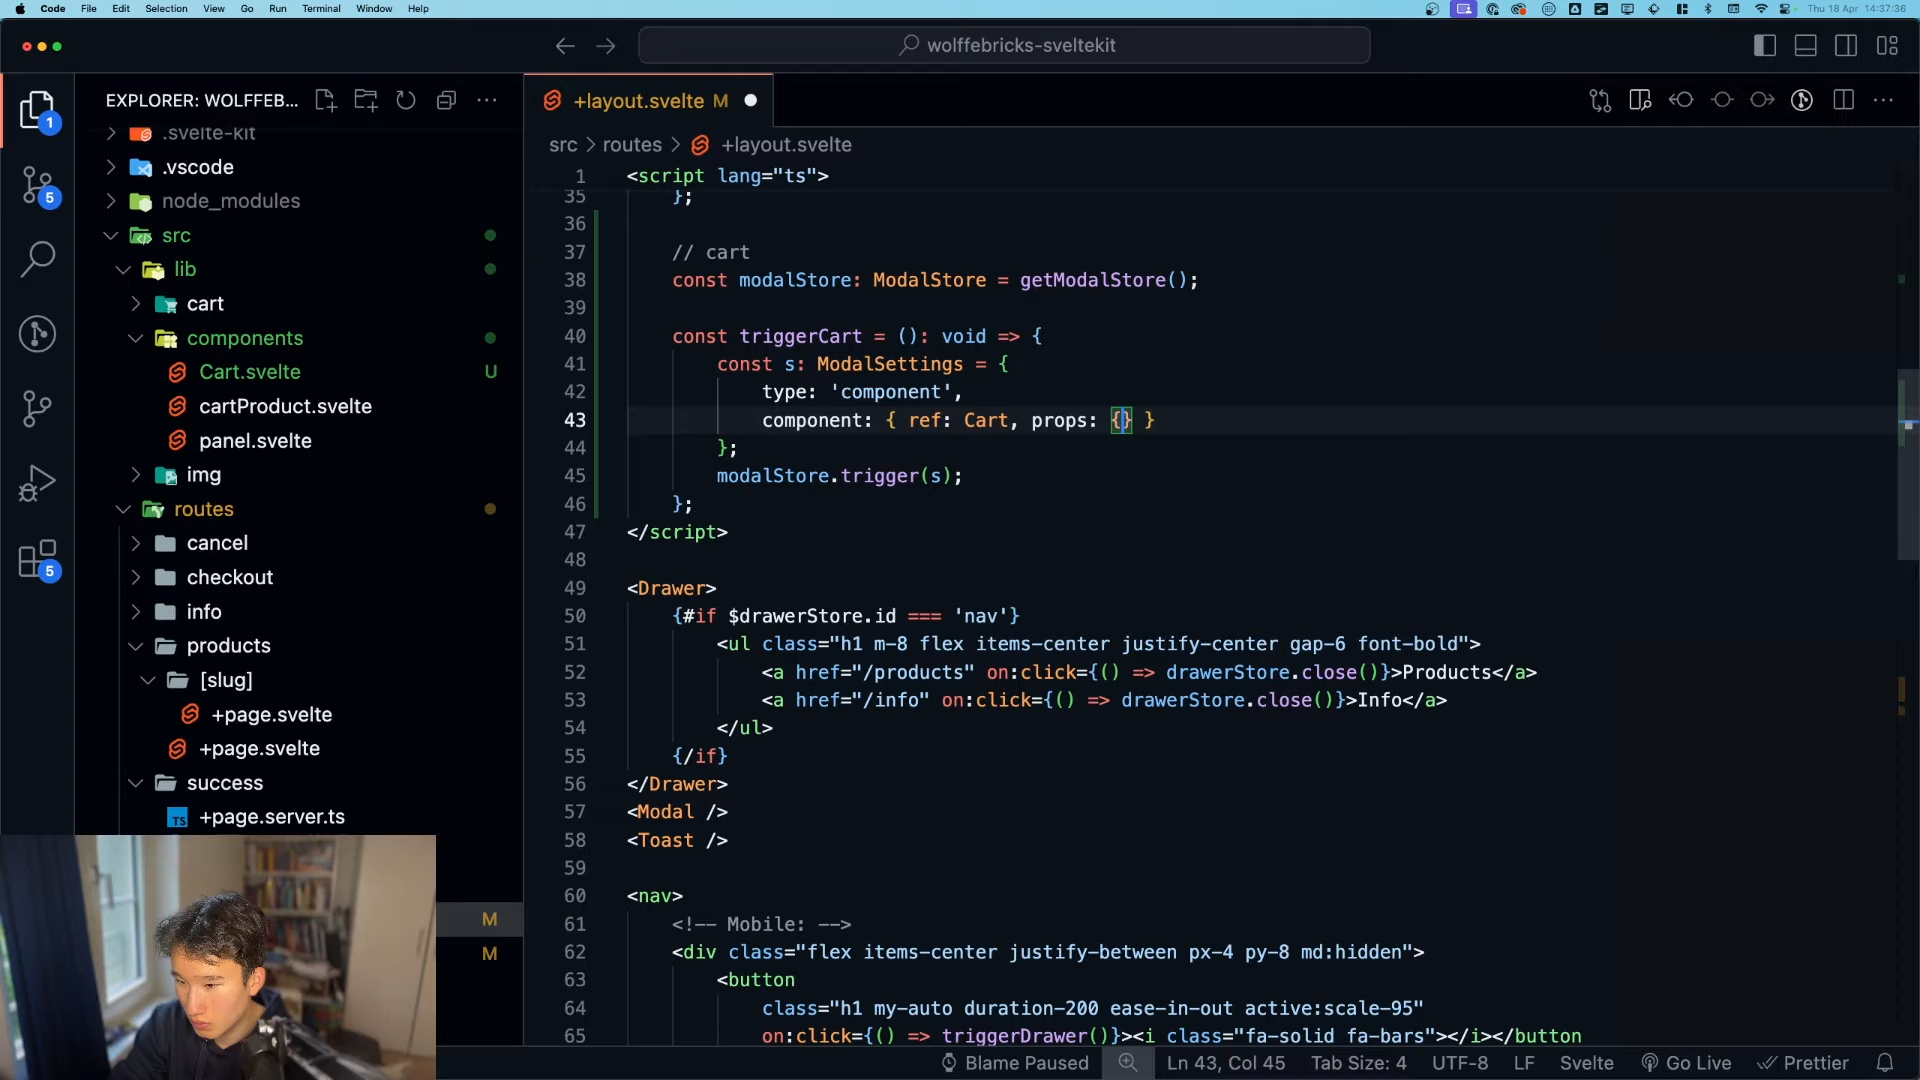 Code File Edit Selection View Go Run Terminal Window Help
Thu 18 Apr 14:37:36
wolffebricks-sveltekit
EXPLORER: WOLFFEB...
.svelte-kit
.vscode
node_modules
src
lib
cart
components
Cart.svelte U
cartProduct.svelte
panel.svelte
img
routes
cancel
checkout
info
products
[slug]
+page.svelte
+page.svelte
success
TS +page.server.ts
M
M
1
5
5
+layout.svelte M
src > routes > +layout.svelte
1 <script lang="ts">
35 };
36
37 // cart
38 const modalStore: ModalStore = getModalStore();
39
40 const triggerCart = (): void => {
41 const s: ModalSettings = {
42 type: 'component',
43 component: { ref: Cart, props: {} }
44 };
45 modalStore.trigger(s);
46 };
47 </script>
48
49 <Drawer>
50 {#if $drawerStore.id === 'nav'}
51 <ul class="h1 m-8 flex items-center justify-center gap-6 font-bold">
52 <a href="/products" on:click={() => drawerStore.close()}>Products</a>
53 <a href="/info" on:click={() => drawerStore.close()}>Info</a>
54 </ul>
55 {/if}
56 </Drawer>
57 <Modal />
58 <Toast />
59
60 <nav>
61 <!-- Mobile: -->
62 <div class="flex items-center justify-between px-4 py-8 md:hidden">
63 <button
64 class="h1 my-auto duration-200 ease-in-out active:scale-95"
65 on:click={() => triggerDrawer()}><i class="fa-solid fa-bars"></i></button
Blame Paused Ln 43, Col 45 Tab Size: 4 UTF-8 LF Svelte Go Live Prettier